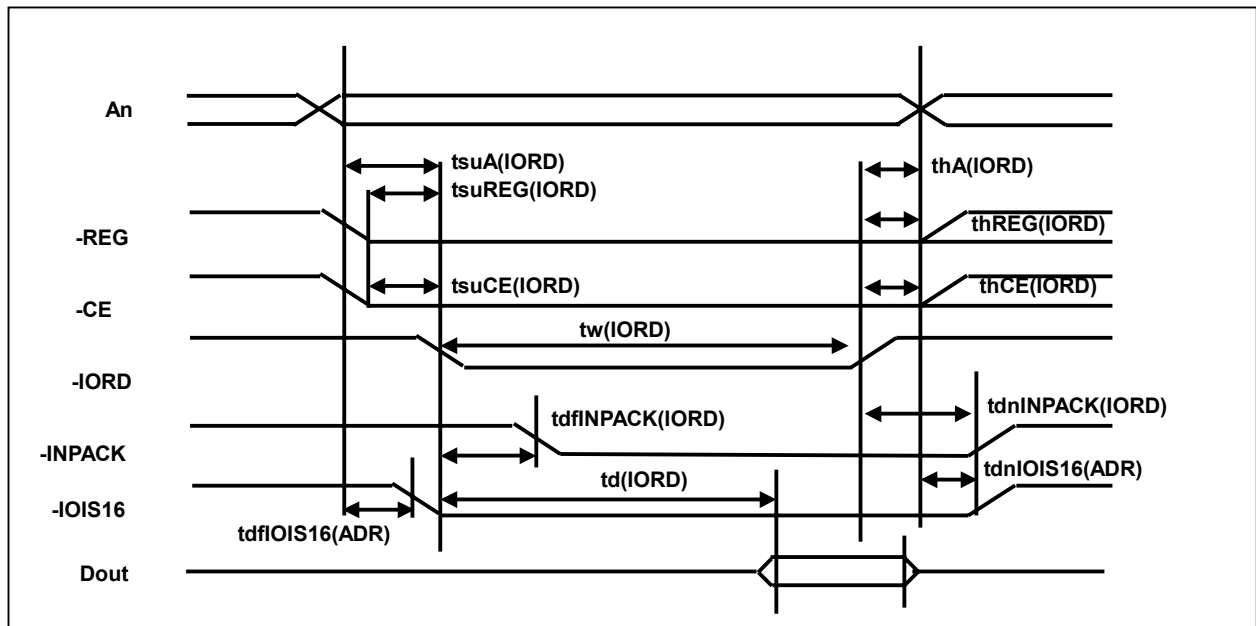 An
tsuA(IORD)
thA(IORD)
tsuREG(IORD)
-REG
thREG(IORD)
tsuCE(IORD)
thCE(IORD)
-CE
tw(IORD)
-IORD
tdfINPACK(IORD)
tdnINPACK(IORD)
-INPACK
td(IORD)
tdnIOIS16(ADR)
-IOIS16
tdfIOIS16(ADR)
Dout